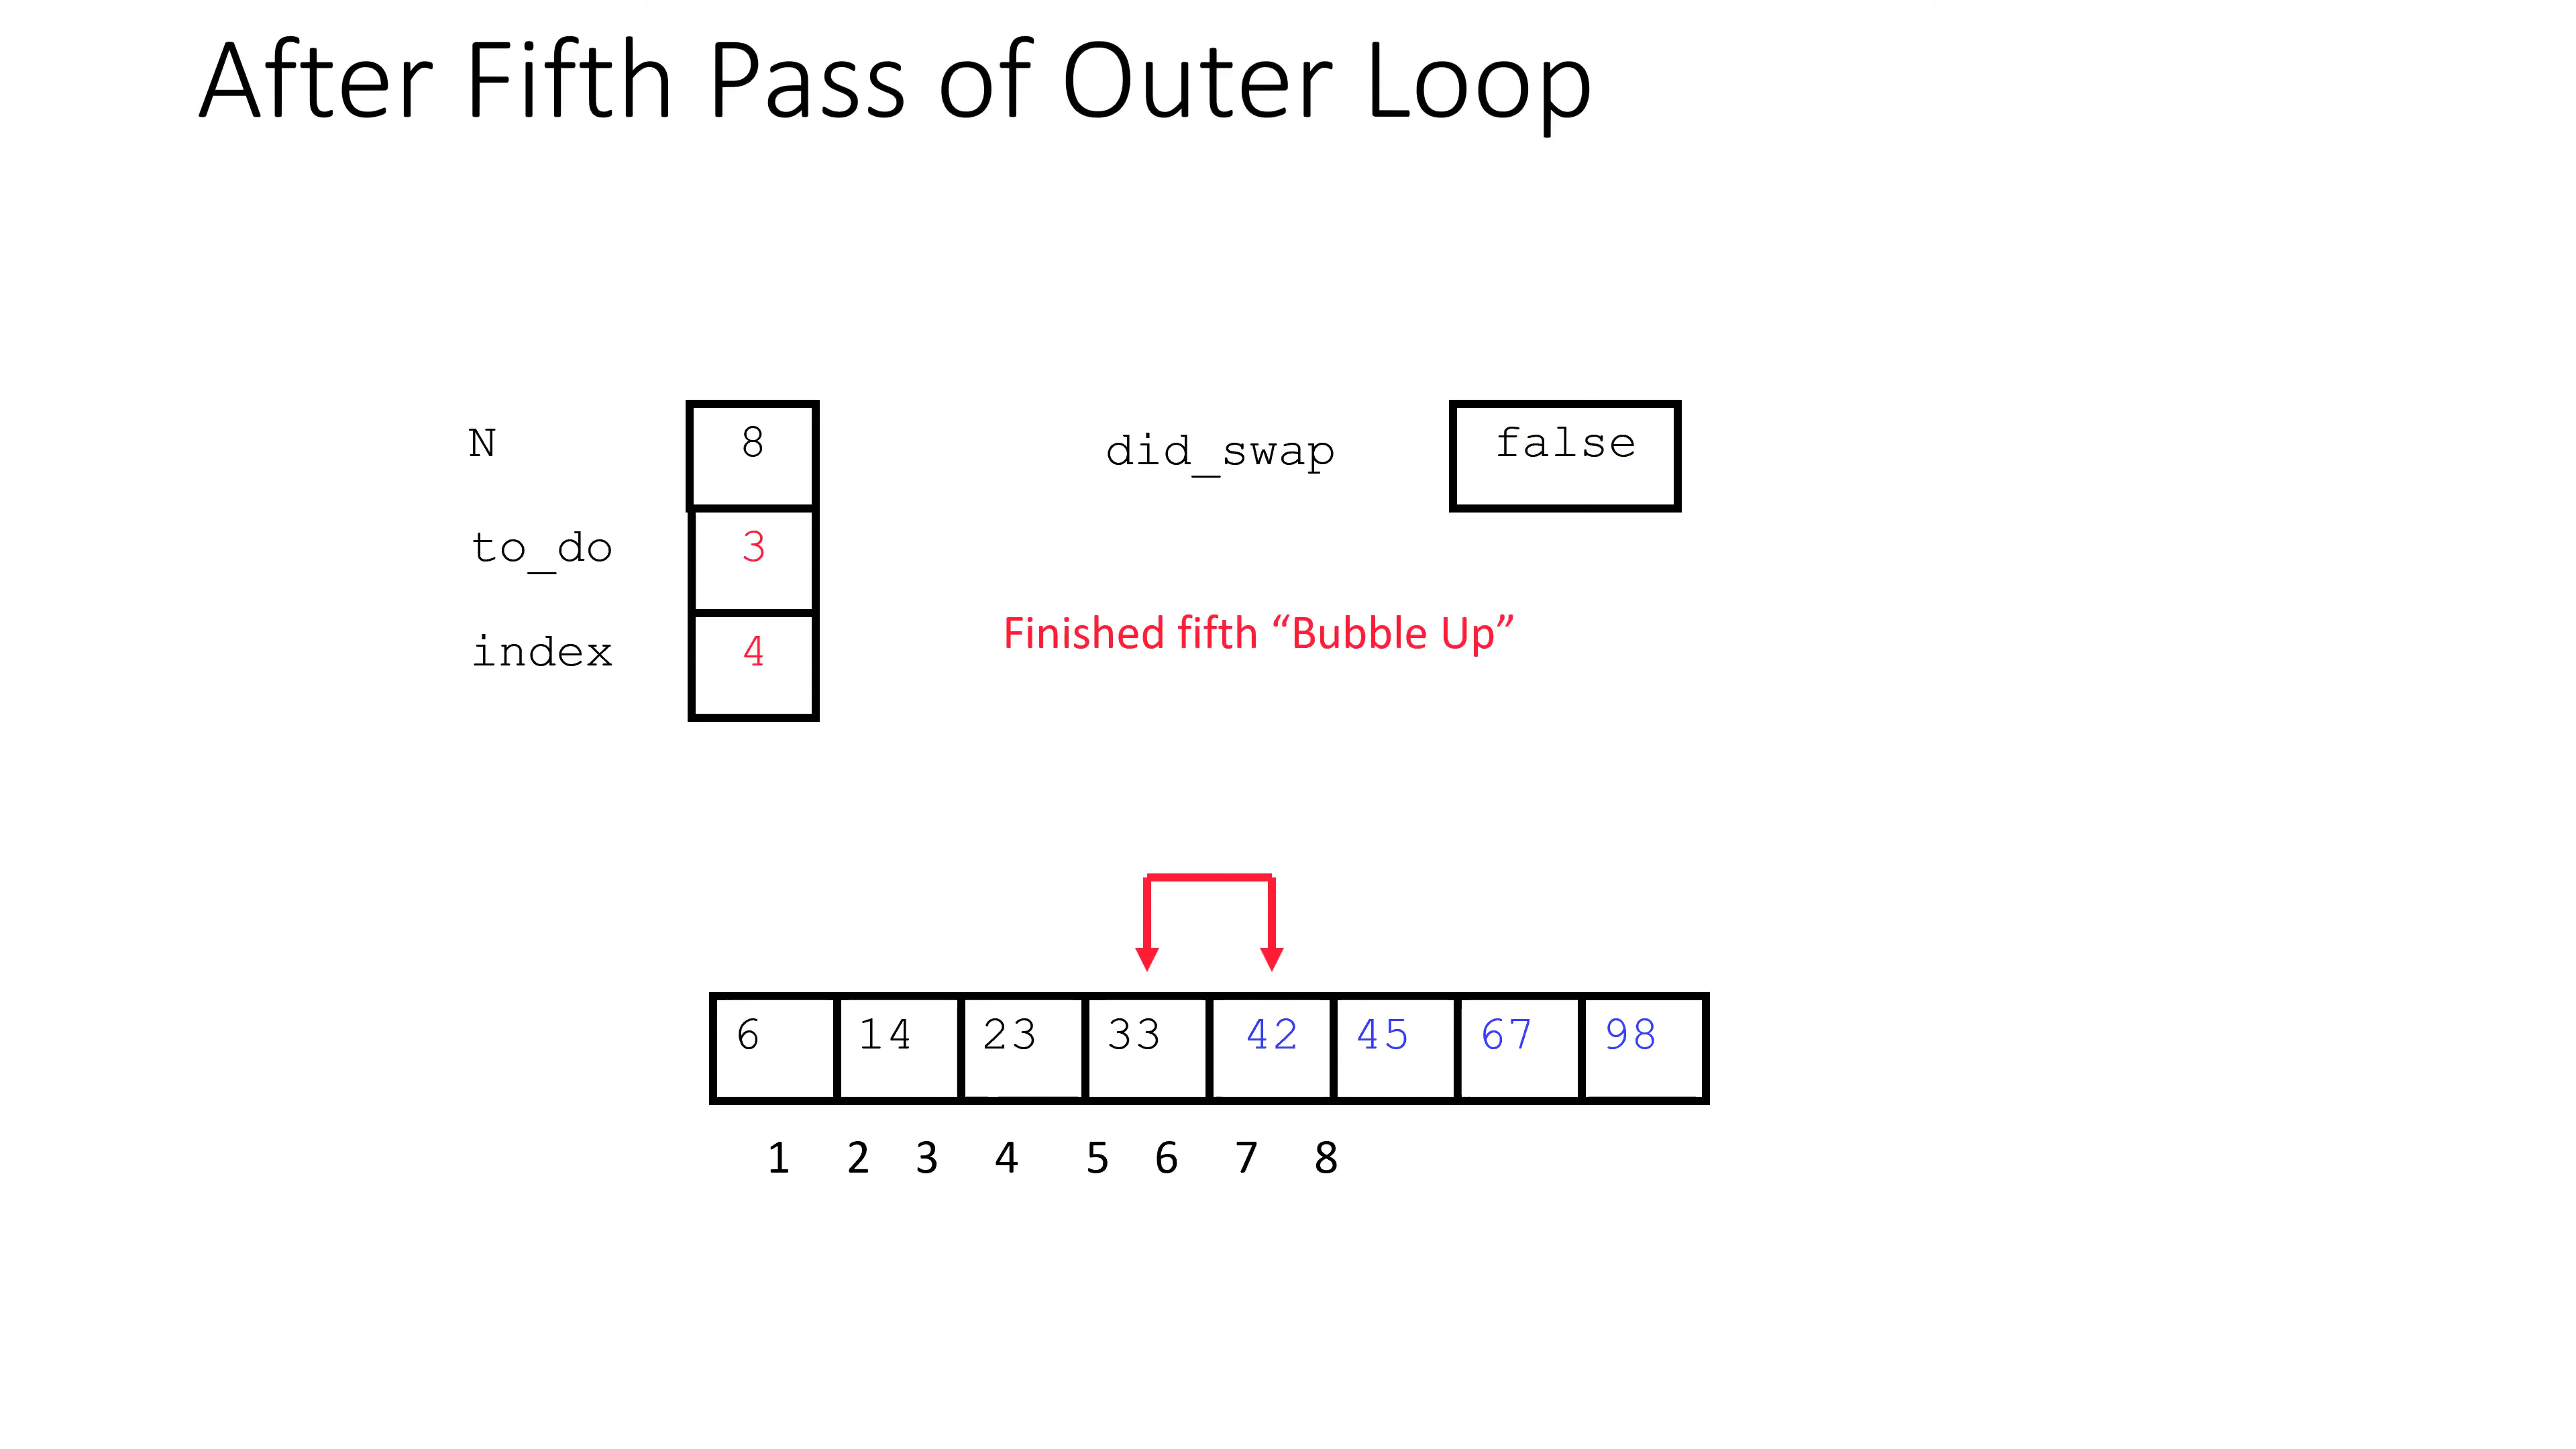 After Fifth Pass of Outer Loop
N 8 did_swap false
to_do 3
Finished fifth “Bubble Up”
index 4
6 14 23 33 42 45 67 98
1 2 3 4 5 6 7 8